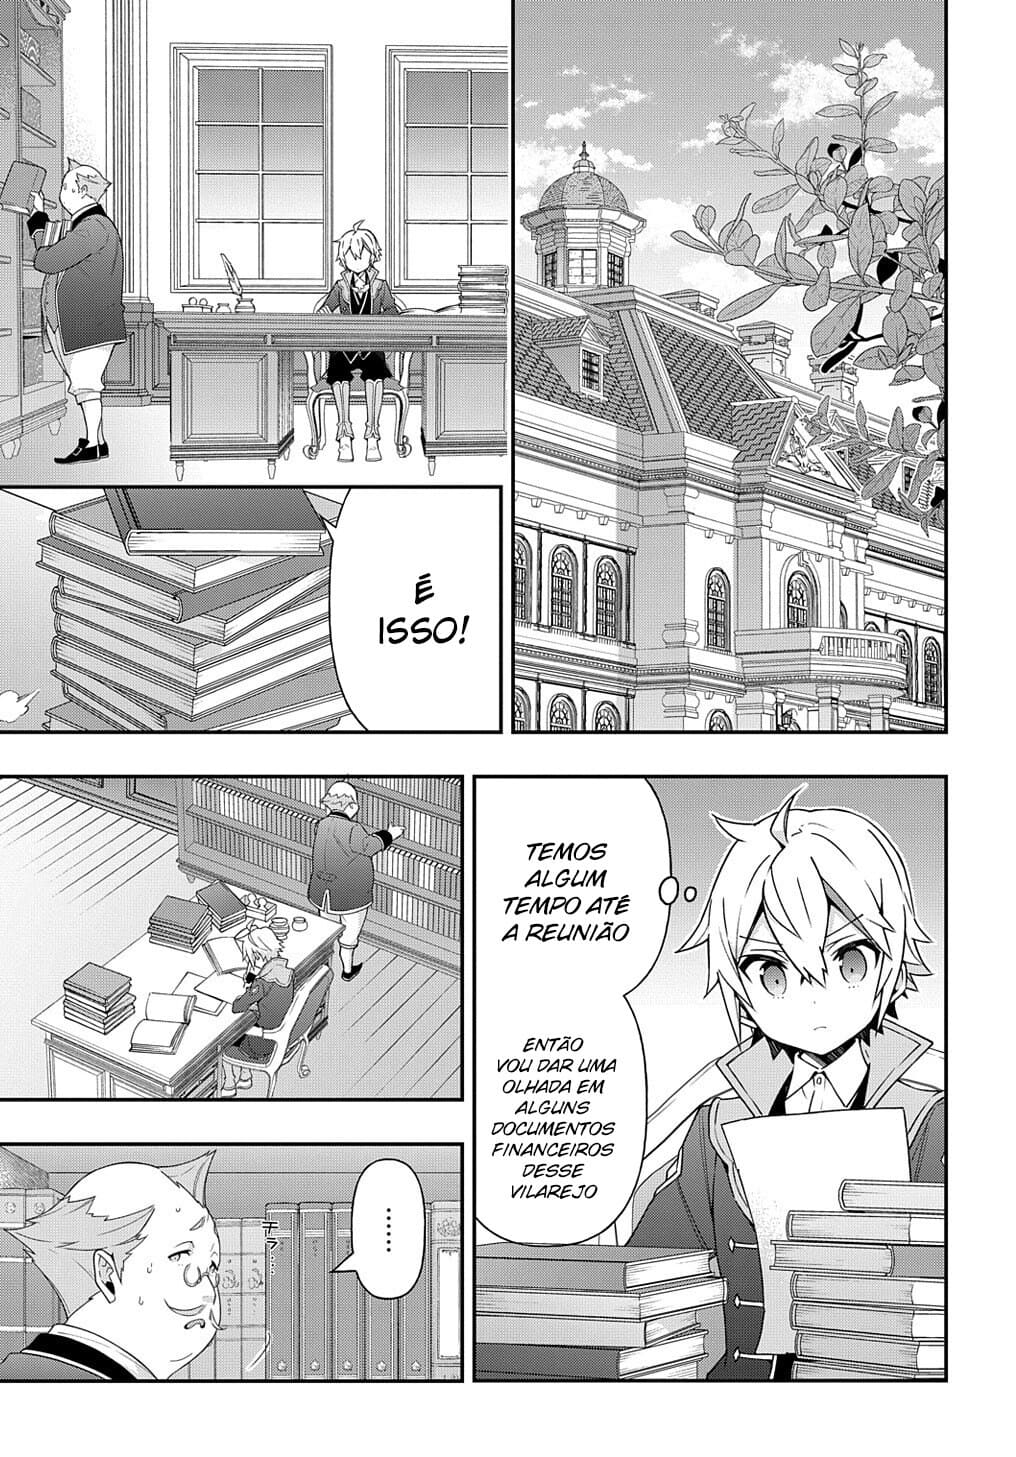 É
ISSO!
TEMOS
ALGUM
TEMPO ATÉ
A REUNIÃO
ENTÃO
VOU DAR UMA
OLHADA EM
ALGUNS
DOCUMENTOS
FINANCEIROS
DESSE
VILAREJO
........
チラ……